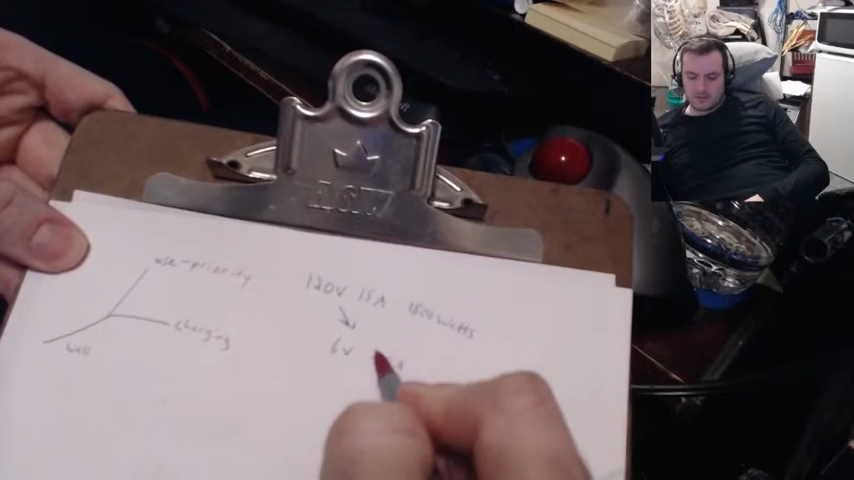 use-priority
charging
wall
120V 15A 1800 watts
6v